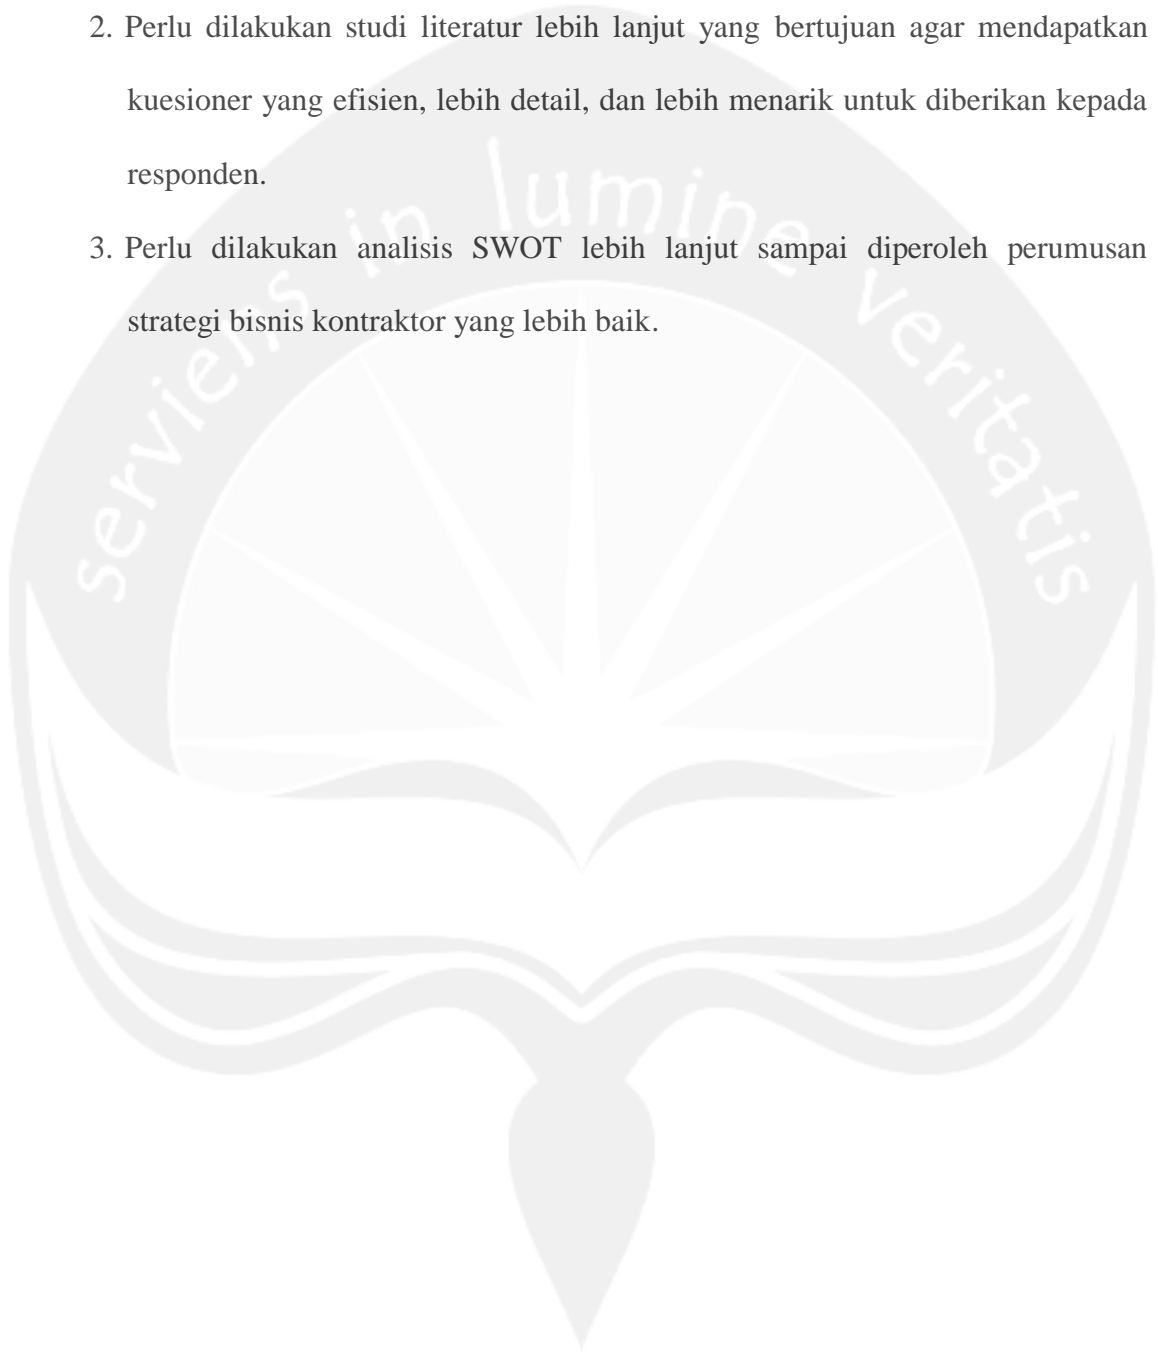 2. Perlu dilakukan studi literatur lebih lanjut yang bertujuan agar mendapatkan
kuesioner yang efisien, lebih detail, dan lebih menarik untuk diberikan kepada
responden.
3. Perlu dilakukan analisis SWOT lebih lanjut sampai diperoleh perumusan
strategi bisnis kontraktor yang lebih baik.
serviens in lumine veritatis